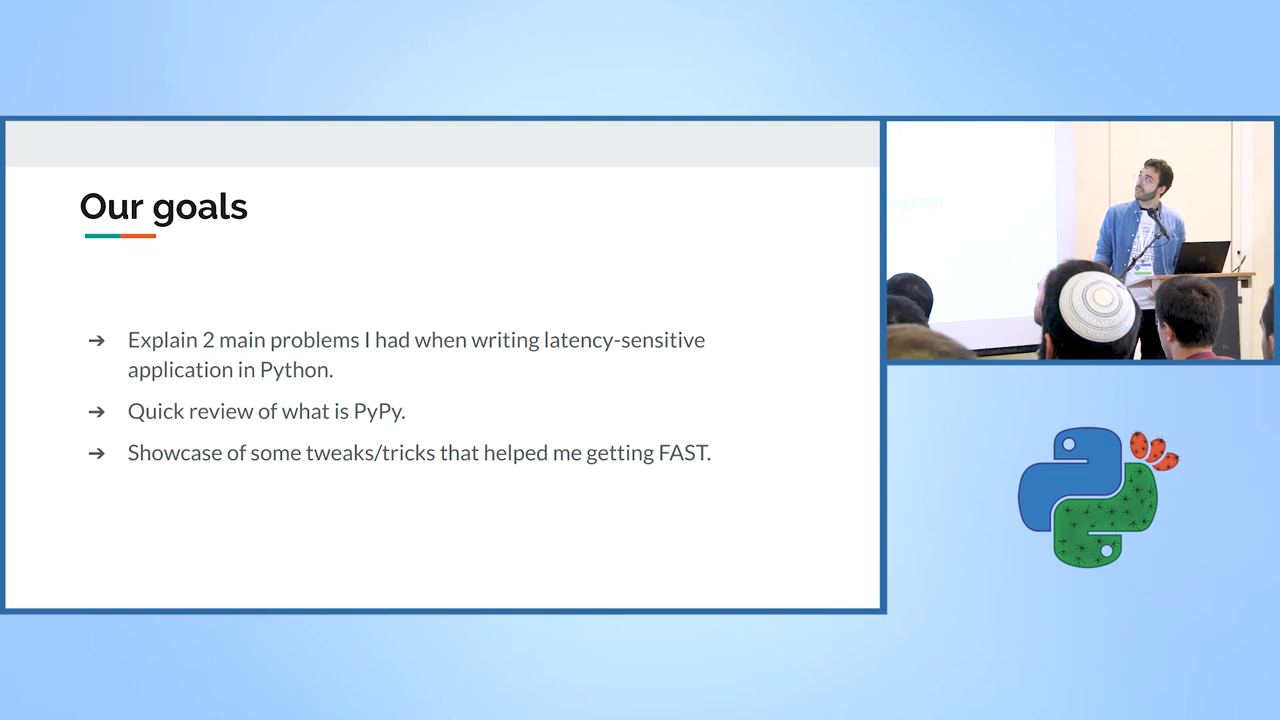 Our goals
➔ Explain 2 main problems I had when writing latency-sensitive
application in Python.
➔ Quick review of what is PyPy.
➔ Showcase of some tweaks/tricks that helped me getting FAST.